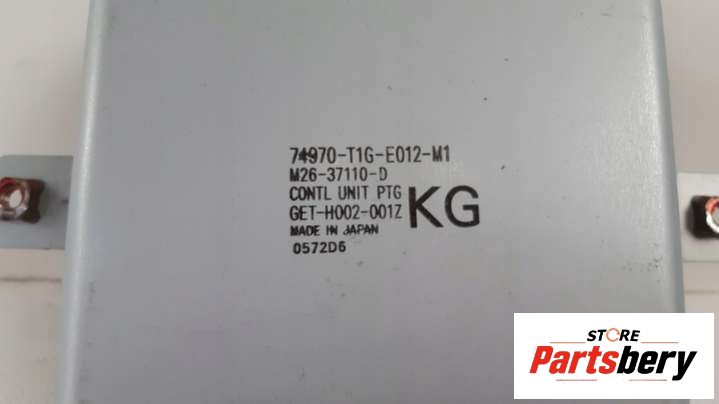 74970-T1G-E012-M1
M26-37110-D
CONTL UNIT PTG
GET-H002-001Z
KG
MADE IN JAPAN
0572D6
STORE
Partsbery